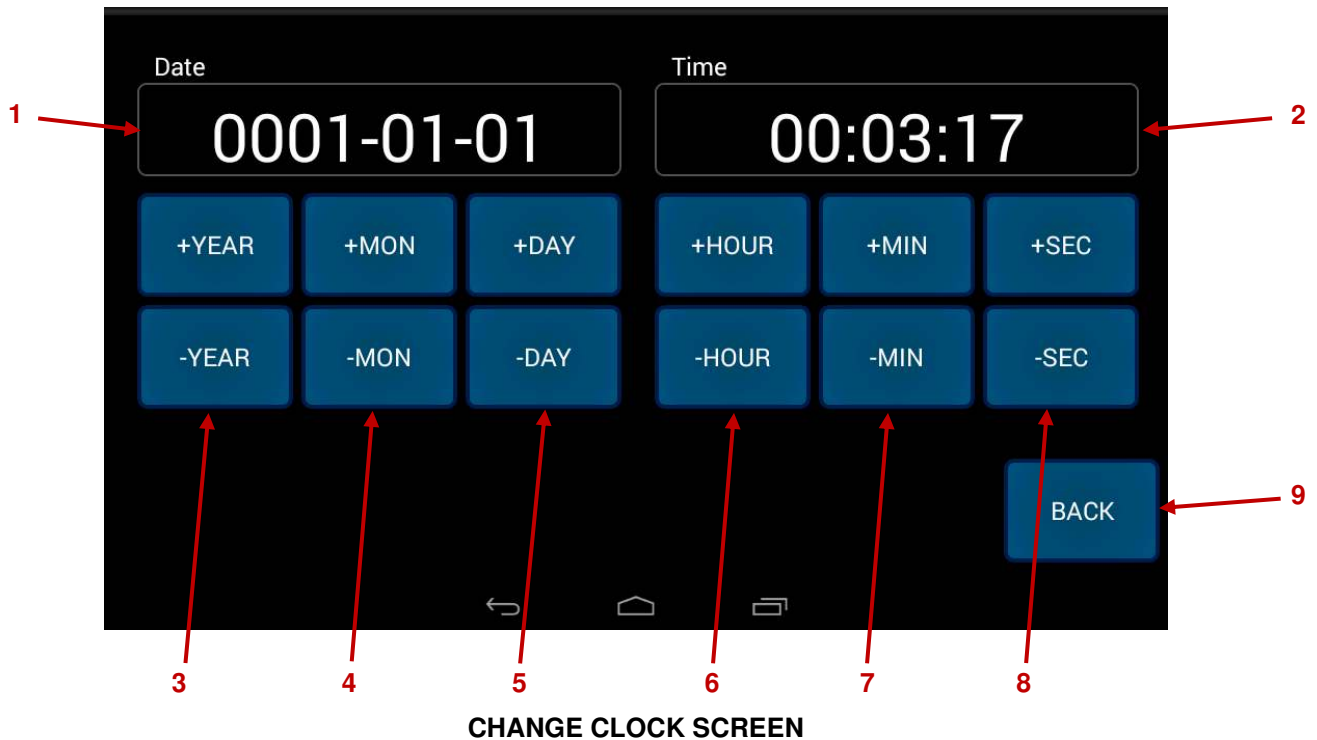 Date Time
1 0001-01-01 00:03:17 2
+YEAR +MON +DAY +HOUR +MIN +SEC
-YEAR -MON -DAY -HOUR -MIN -SEC
BACK 9
3 4 5 6 7 8
CHANGE CLOCK SCREEN